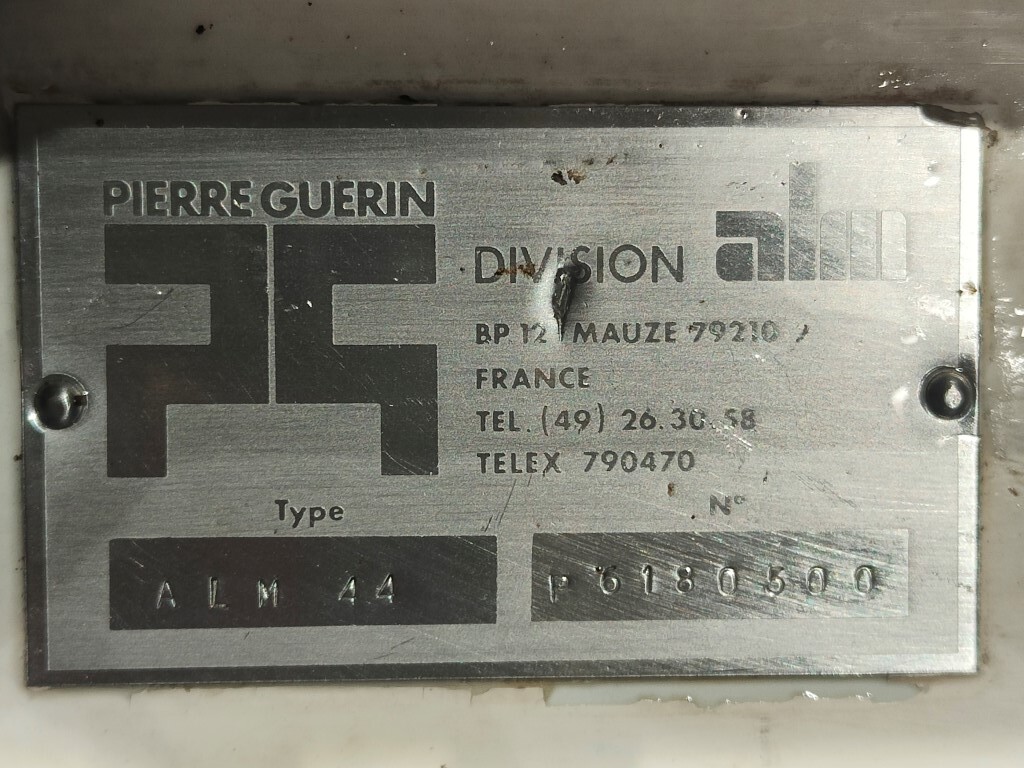 PIERRE GUERIN
DIVISION alm
BP 12 MAUZE 79210
FRANCE
TEL. (49) 26.30.58
TELEX 790470
Type
N°
ALM 44
P6180500